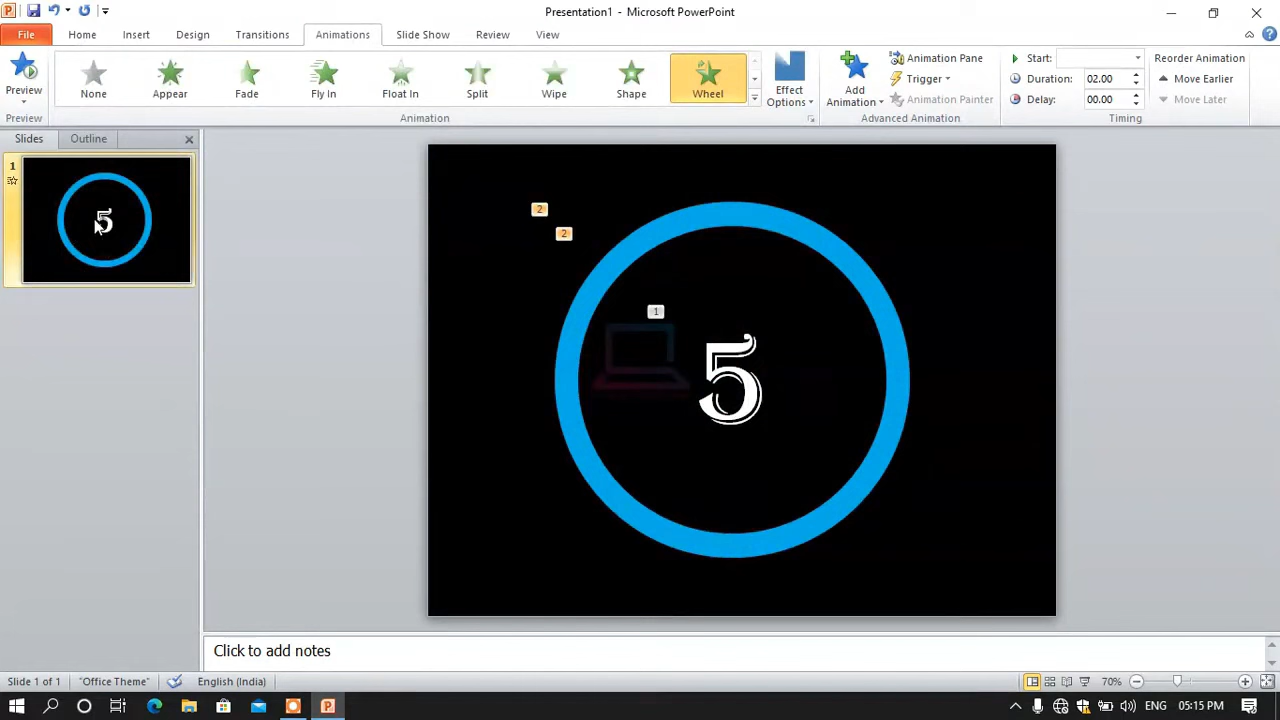 Presentation1 - Microsoft PowerPoint
File Home Insert Design Transitions Animations Slide Show Review View
Preview
Preview
None Appear Fade Fly In Float In Split Wipe Shape Wheel
Animation
Effect Options
Add Animation
Animation Pane
Trigger
Animation Painter
Advanced Animation
Start:
Duration: 02.00
Delay: 00.00
Reorder Animation
Move Earlier
Move Later
Timing
Slides Outline
1
5
2
2
1
5
Click to add notes
Slide 1 of 1 "Office Theme" English (India) 70%
ENG 05:15 PM